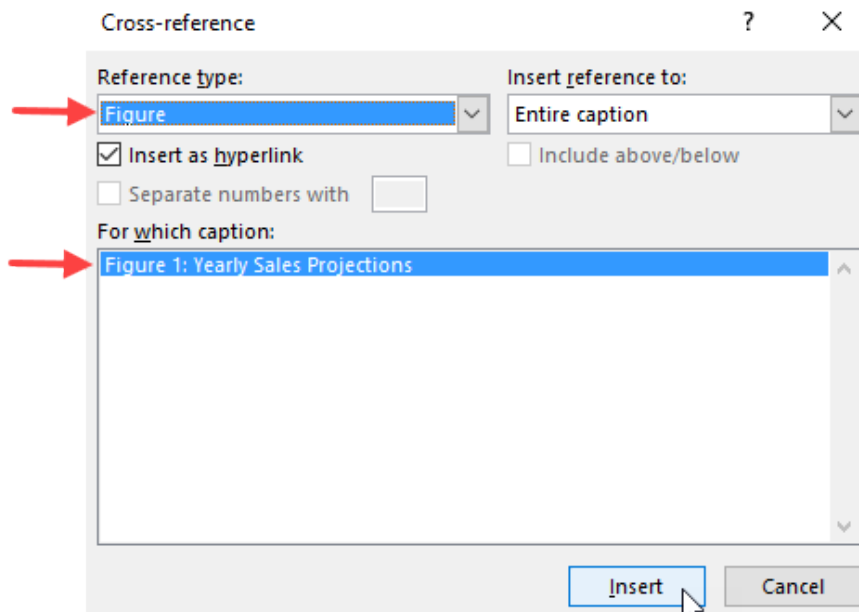 Cross-reference ?
Reference type: Insert reference to:
Figure Entire caption
Insert as hyperlink Include above/below
Separate numbers with
For which caption:
Figure 1: Yearly Sales Projections
Insert Cancel